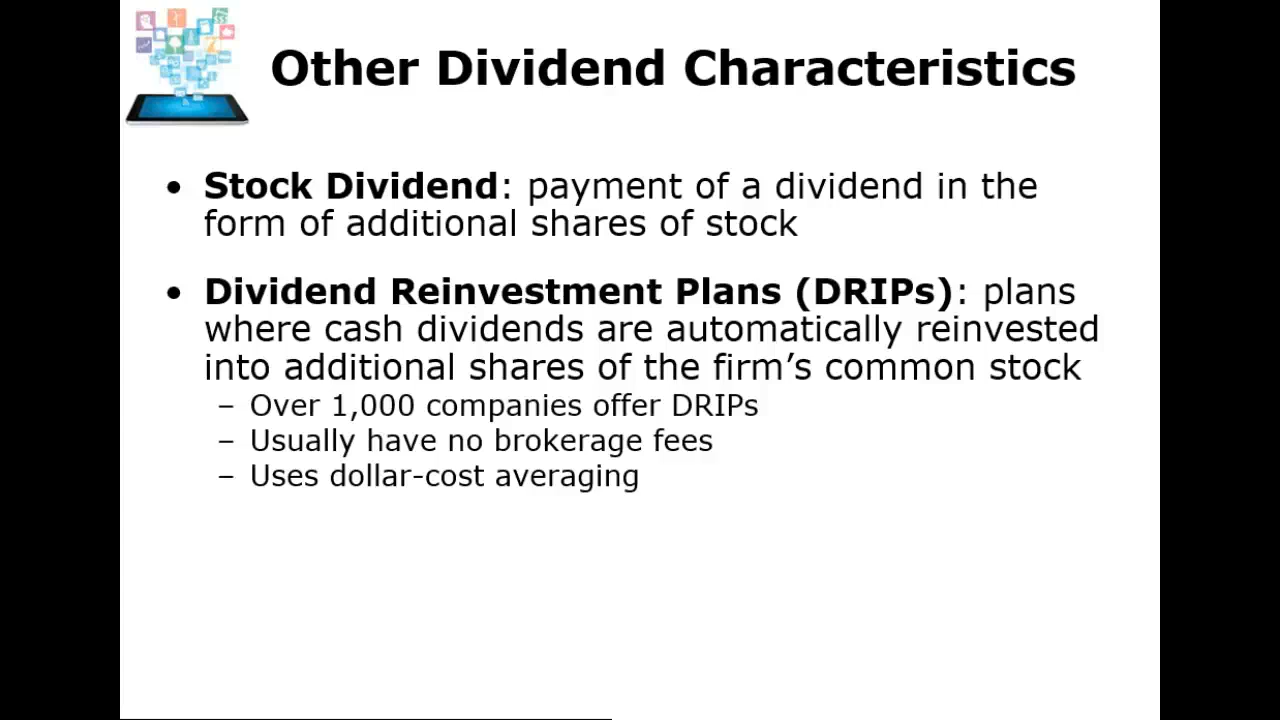 Other Dividend Characteristics
• Stock Dividend: payment of a dividend in the
form of additional shares of stock
• Dividend Reinvestment Plans (DRIPs): plans
where cash dividends are automatically reinvested
into additional shares of the firm’s common stock
– Over 1,000 companies offer DRIPs
– Usually have no brokerage fees
– Uses dollar-cost averaging